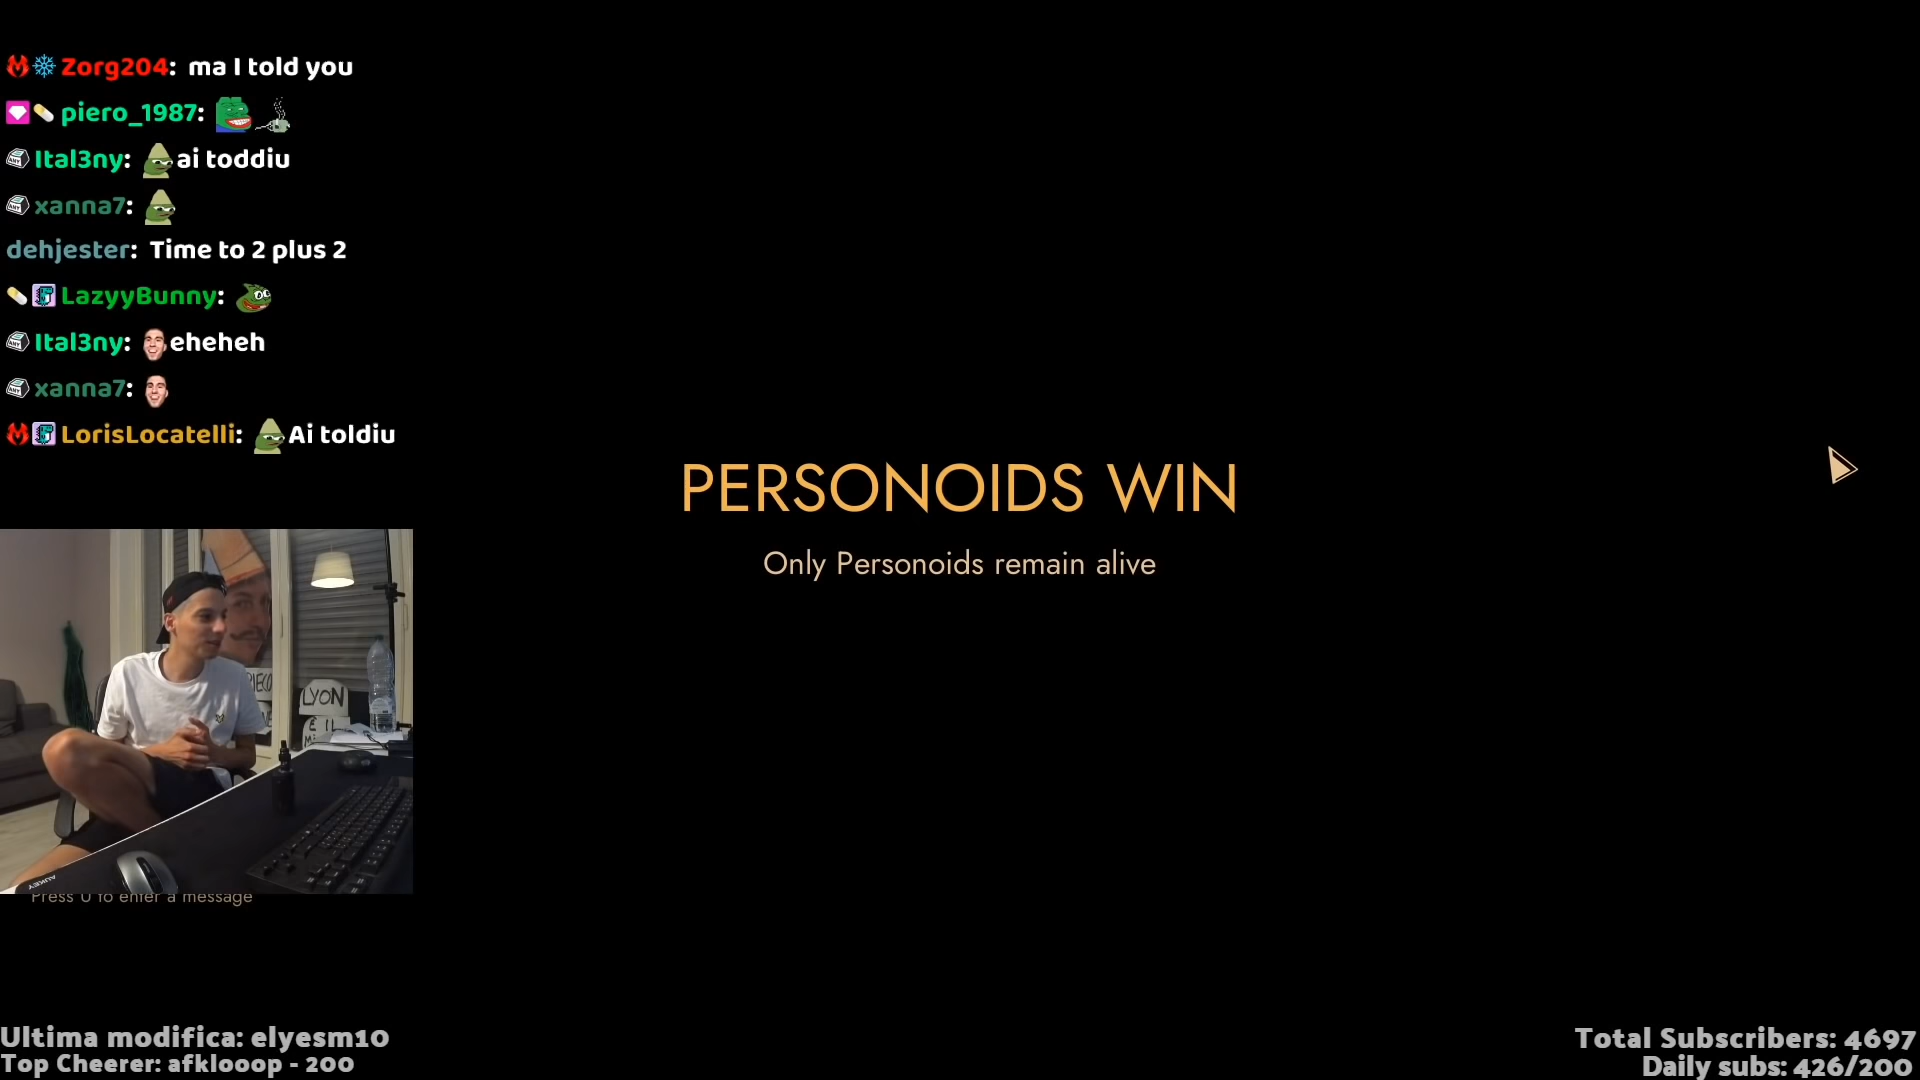 Zorg204: ma I told you
piero_1987:
Ital3ny: ai toddiu
xanna7:
dehjester: Time to 2 plus 2
LazyyBunny:
Ital3ny: eheheh
xanna7:
LorisLocatelli: Ai toldiu
PERSONOIDS WIN
Only Personoids remain alive
LYON
È IL
AUKEY
Press U to enter a message
Ultima modifica: elyesm10
Top Cheerer: afklooop - 200
Total Subscribers: 4697
Daily subs: 426/200